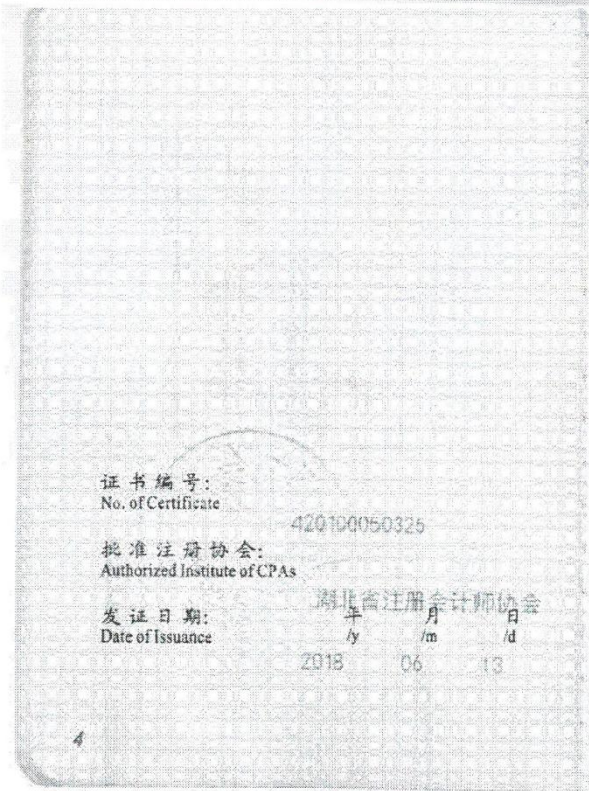 证书编号:
No. of Certificate
420100050325
批准注册协会:
Authorized Institute of CPAs
湖北省注册会计师协会
发证日期: 年 月 日
Date of Issuance /y /m /d
2018 06 13
4